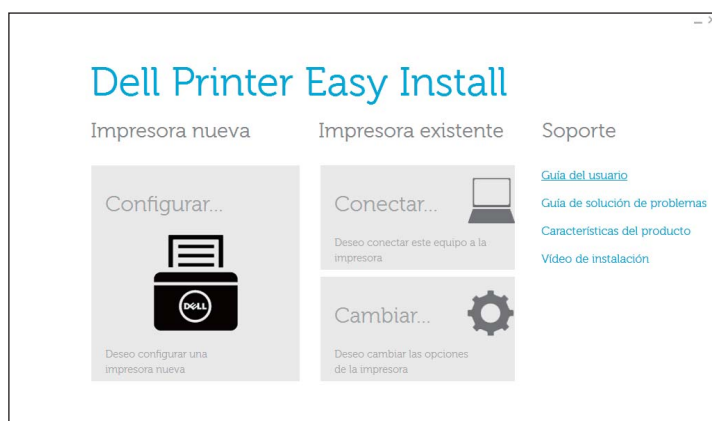 Dell Printer Easy Install
Impresora nueva
Impresora existente
Soporte
Configurar...
DELL
Deseo configurar una
impresora nueva
Conectar...
Deseo conectar este equipo a la
impresora
Cambiar...
Deseo cambiar las opciones
de la impresora
Guía del usuario
Guía de solución de problemas
Características del producto
Vídeo de instalación